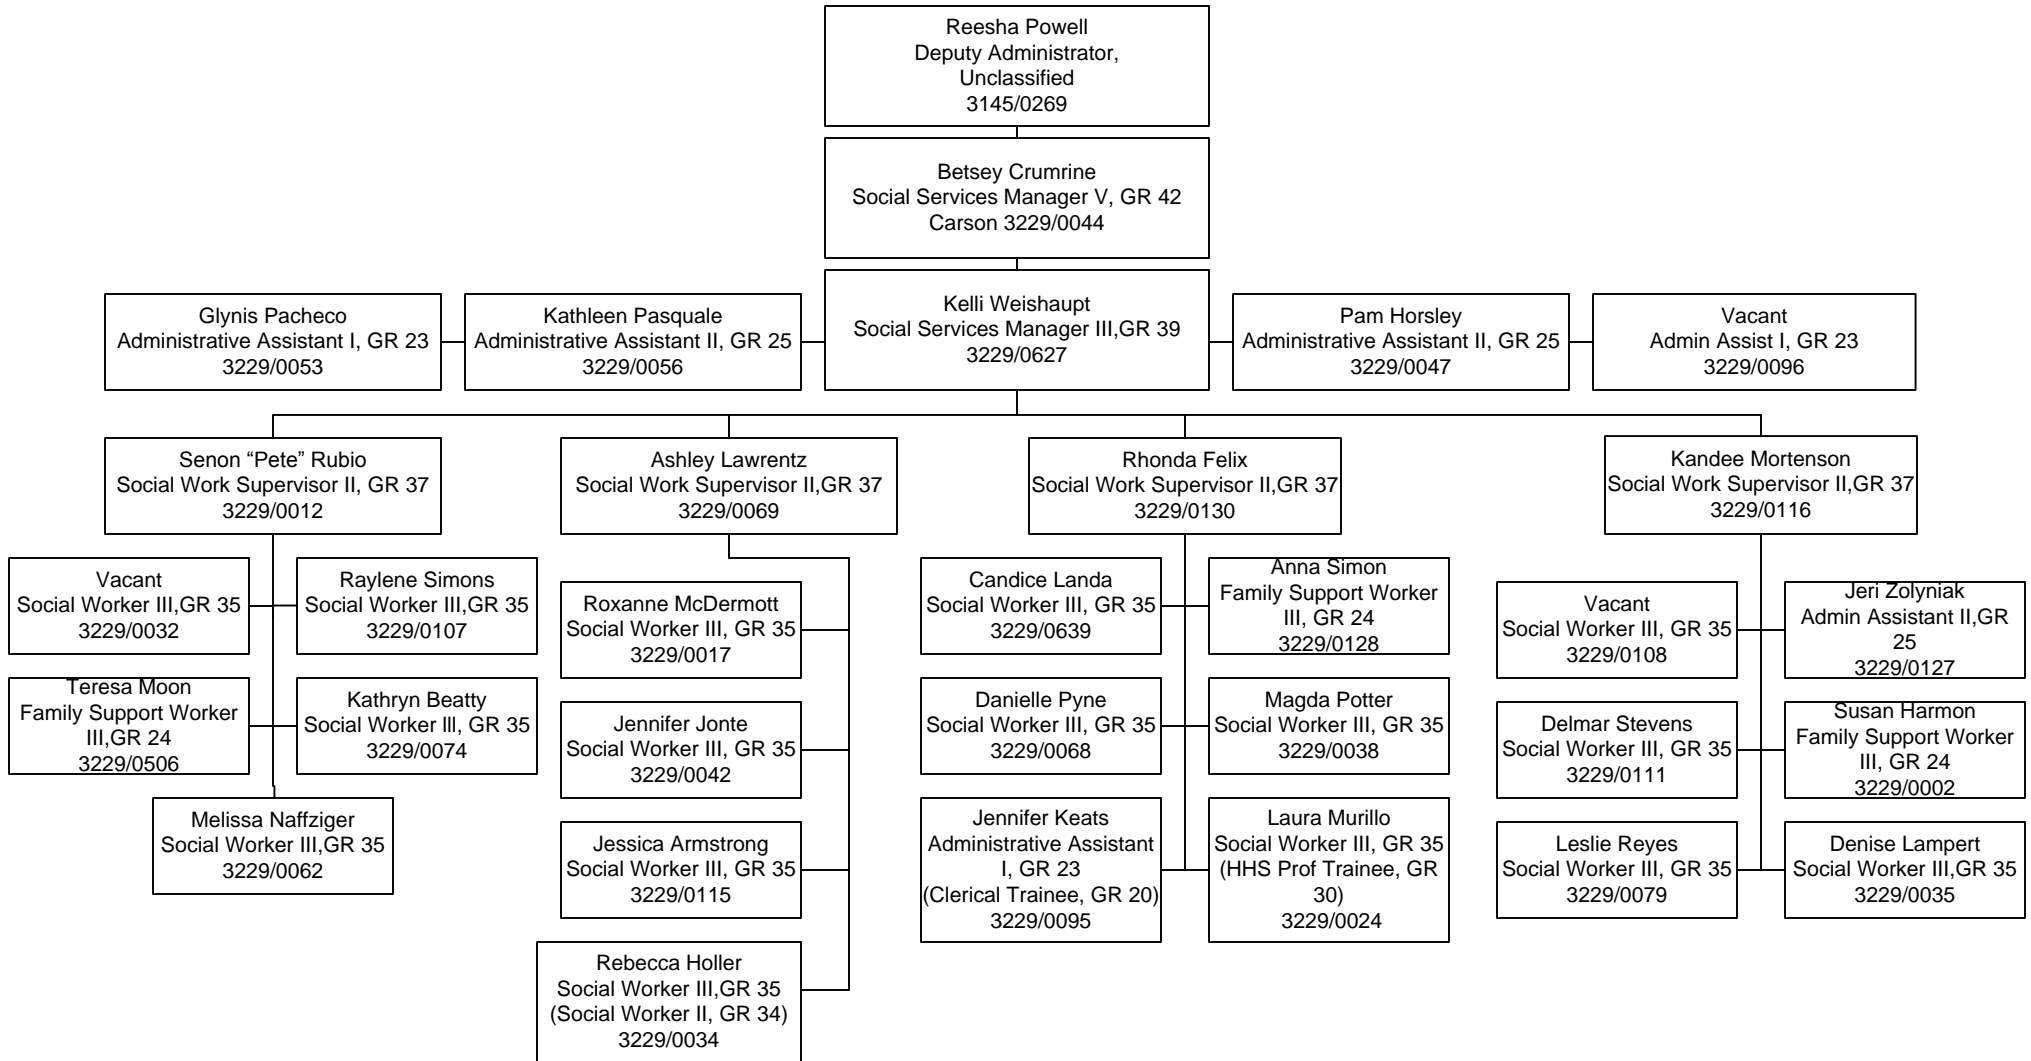 Reesha Powell
Deputy Administrator,
Unclassified
3145/0269
Betsey Crumrine
Social Services Manager V, GR 42
Carson 3229/0044
Glynis Pacheco
Administrative Assistant I, GR 23
3229/0053
Kathleen Pasquale
Administrative Assistant II, GR 25
3229/0056
Kelli Weishaupt
Social Services Manager III,GR 39
3229/0627
Pam Horsley
Administrative Assistant II, GR 25
3229/0047
Vacant
Admin Assist I, GR 23
3229/0096
Senon “Pete” Rubio
Social Work Supervisor II, GR 37
3229/0012
Ashley Lawrentz
Social Work Supervisor II,GR 37
3229/0069
Rhonda Felix
Social Work Supervisor II,GR 37
3229/0130
Kandee Mortenson
Social Work Supervisor II,GR 37
3229/0116
Vacant
Social Worker III,GR 35
3229/0032
Raylene Simons
Social Worker III,GR 35
3229/0107
Teresa Moon
Family Support Worker
III,GR 24
3229/0506
Kathryn Beatty
Social Worker lll, GR 35
3229/0074
Melissa Naffziger
Social Worker III,GR 35
3229/0062
Roxanne McDermott
Social Worker III, GR 35
3229/0017
Jennifer Jonte
Social Worker III, GR 35
3229/0042
Jessica Armstrong
Social Worker III, GR 35
3229/0115
Rebecca Holler
Social Worker III,GR 35
(Social Worker II, GR 34)
3229/0034
Candice Landa
Social Worker III, GR 35
3229/0639
Anna Simon
Family Support Worker
III, GR 24
3229/0128
Danielle Pyne
Social Worker III, GR 35
3229/0068
Magda Potter
Social Worker III, GR 35
3229/0038
Jennifer Keats
Administrative Assistant
I, GR 23
(Clerical Trainee, GR 20)
3229/0095
Laura Murillo
Social Worker III, GR 35
(HHS Prof Trainee, GR
30)
3229/0024
Vacant
Social Worker III, GR 35
3229/0108
Jeri Zolyniak
Admin Assistant II,GR
25
3229/0127
Delmar Stevens
Social Worker III, GR 35
3229/0111
Susan Harmon
Family Support Worker
III, GR 24
3229/0002
Leslie Reyes
Social Worker III, GR 35
3229/0079
Denise Lampert
Social Worker III,GR 35
3229/0035